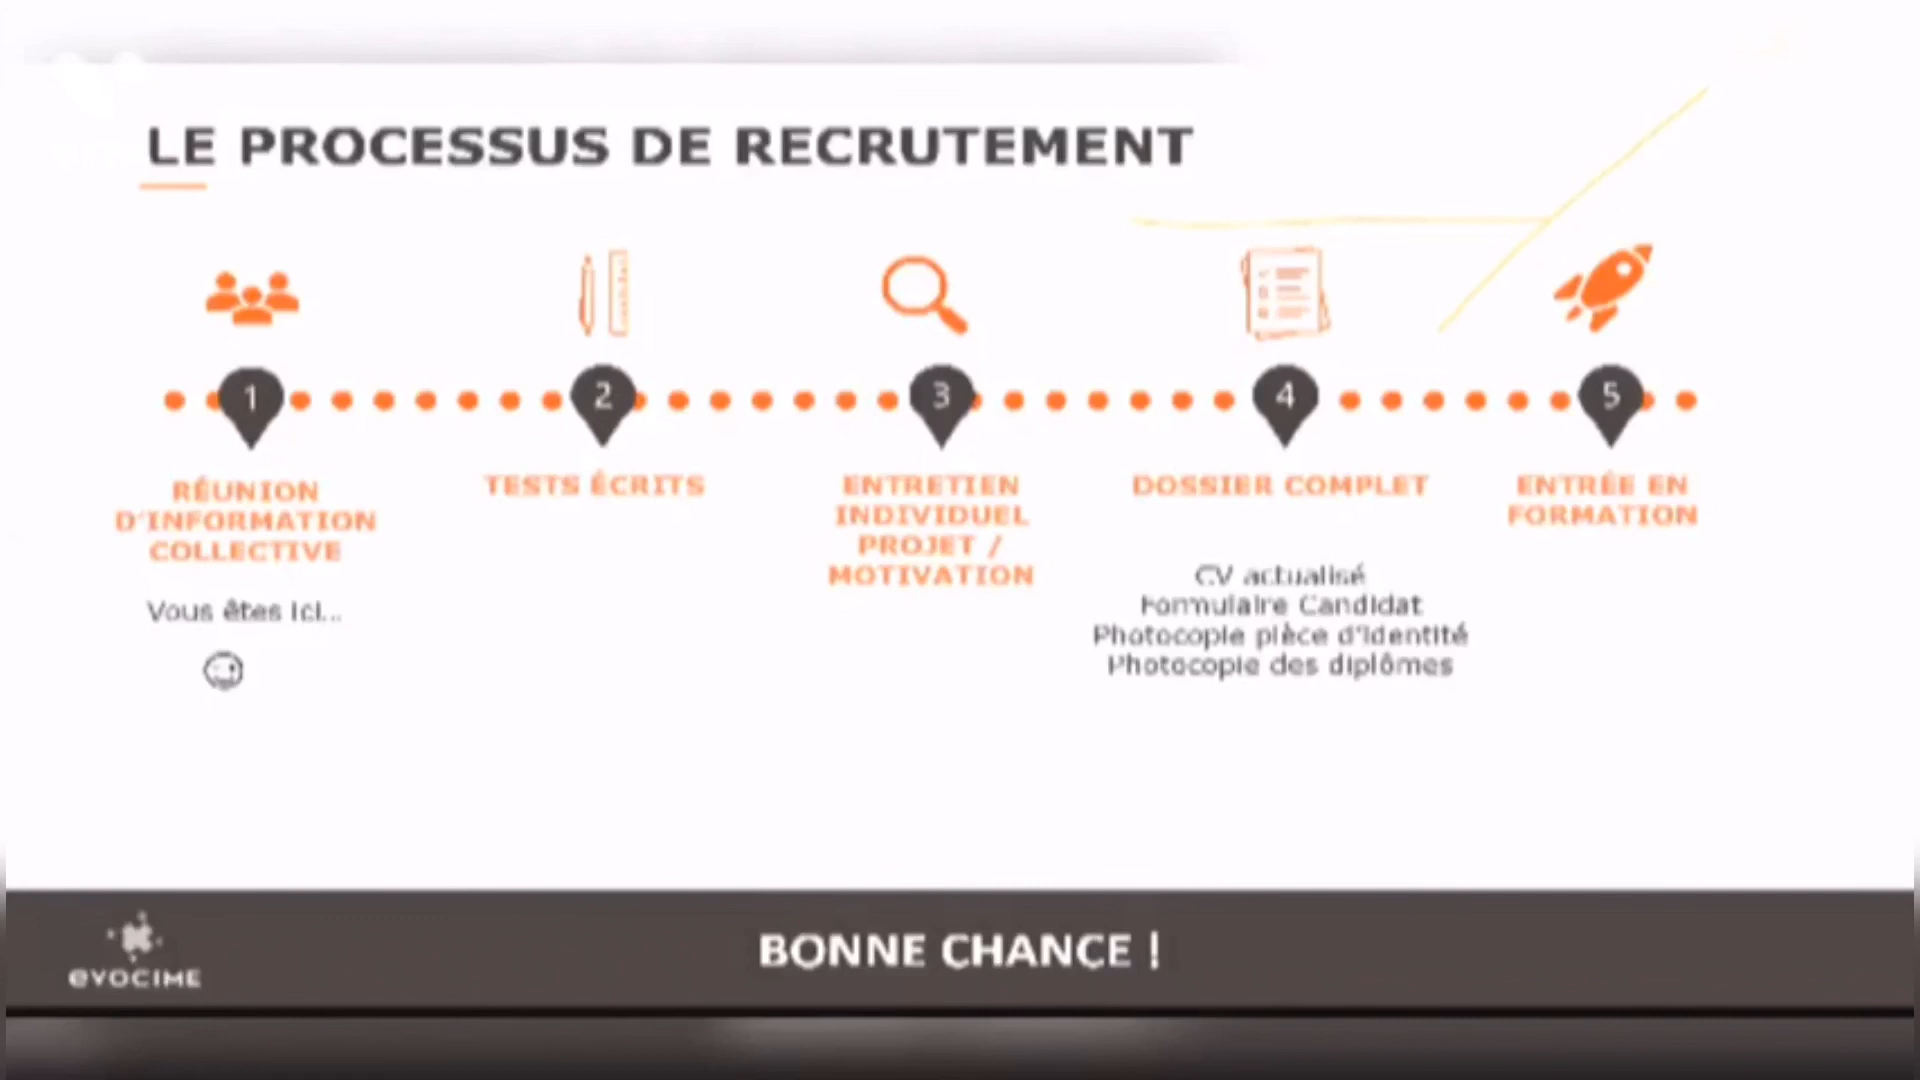 LE PROCESSUS DE RECRUTEMENT
1
2
3
4
5
RÉUNION
D'INFORMATION
COLLECTIVE
Vous êtes ici...
TESTS ÉCRITS
ENTRETIEN
INDIVIDUEL
PROJET /
MOTIVATION
DOSSIER COMPLET
CV actualisé
Formulaire Candidat
Photocopie pièce d'identité
Photocopie des diplômes
ENTRÉE EN
FORMATION
evocime
BONNE CHANCE !